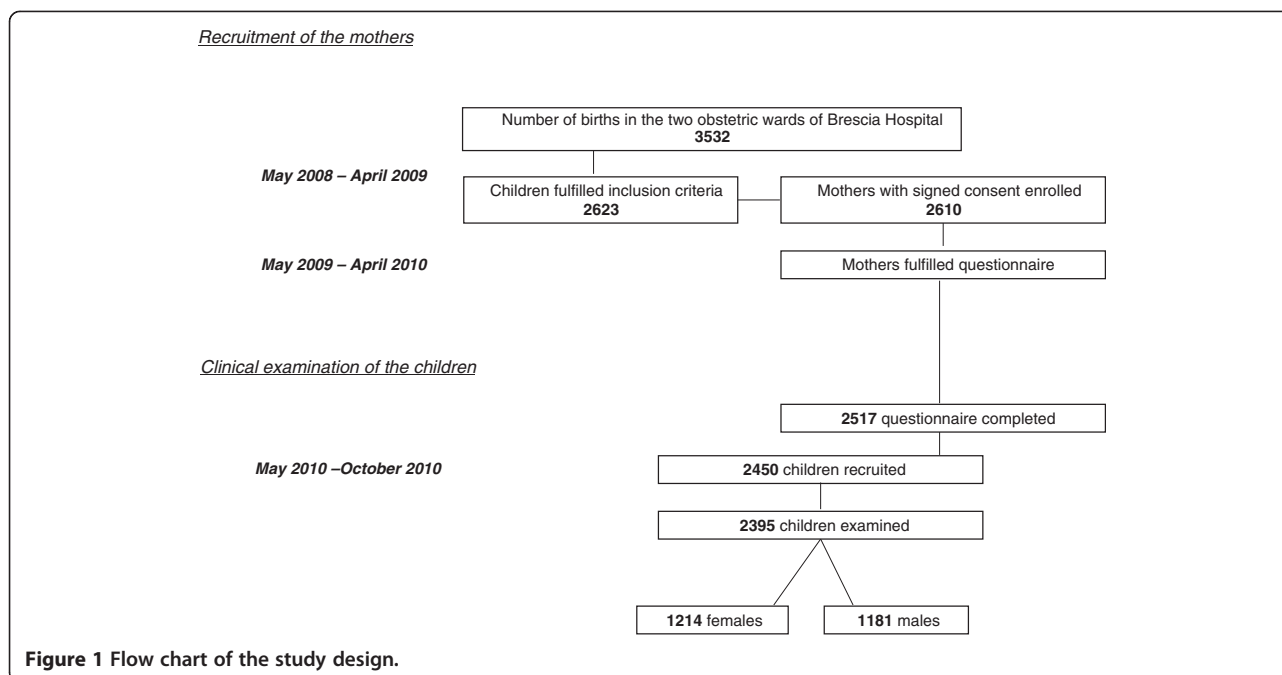 Recruitment of the mothers
Number of births in the two obstetric wards of Brescia Hospital
3532
May 2008 – April 2009
Children fulfilled inclusion criteria
2623
Mothers with signed consent enrolled
2610
May 2009 – April 2010
Mothers fulfilled questionnaire
Clinical examination of the children
2517 questionnaire completed
May 2010 –October 2010
2450 children recruited
2395 children examined
1214 females
1181 males
Figure 1 Flow chart of the study design.